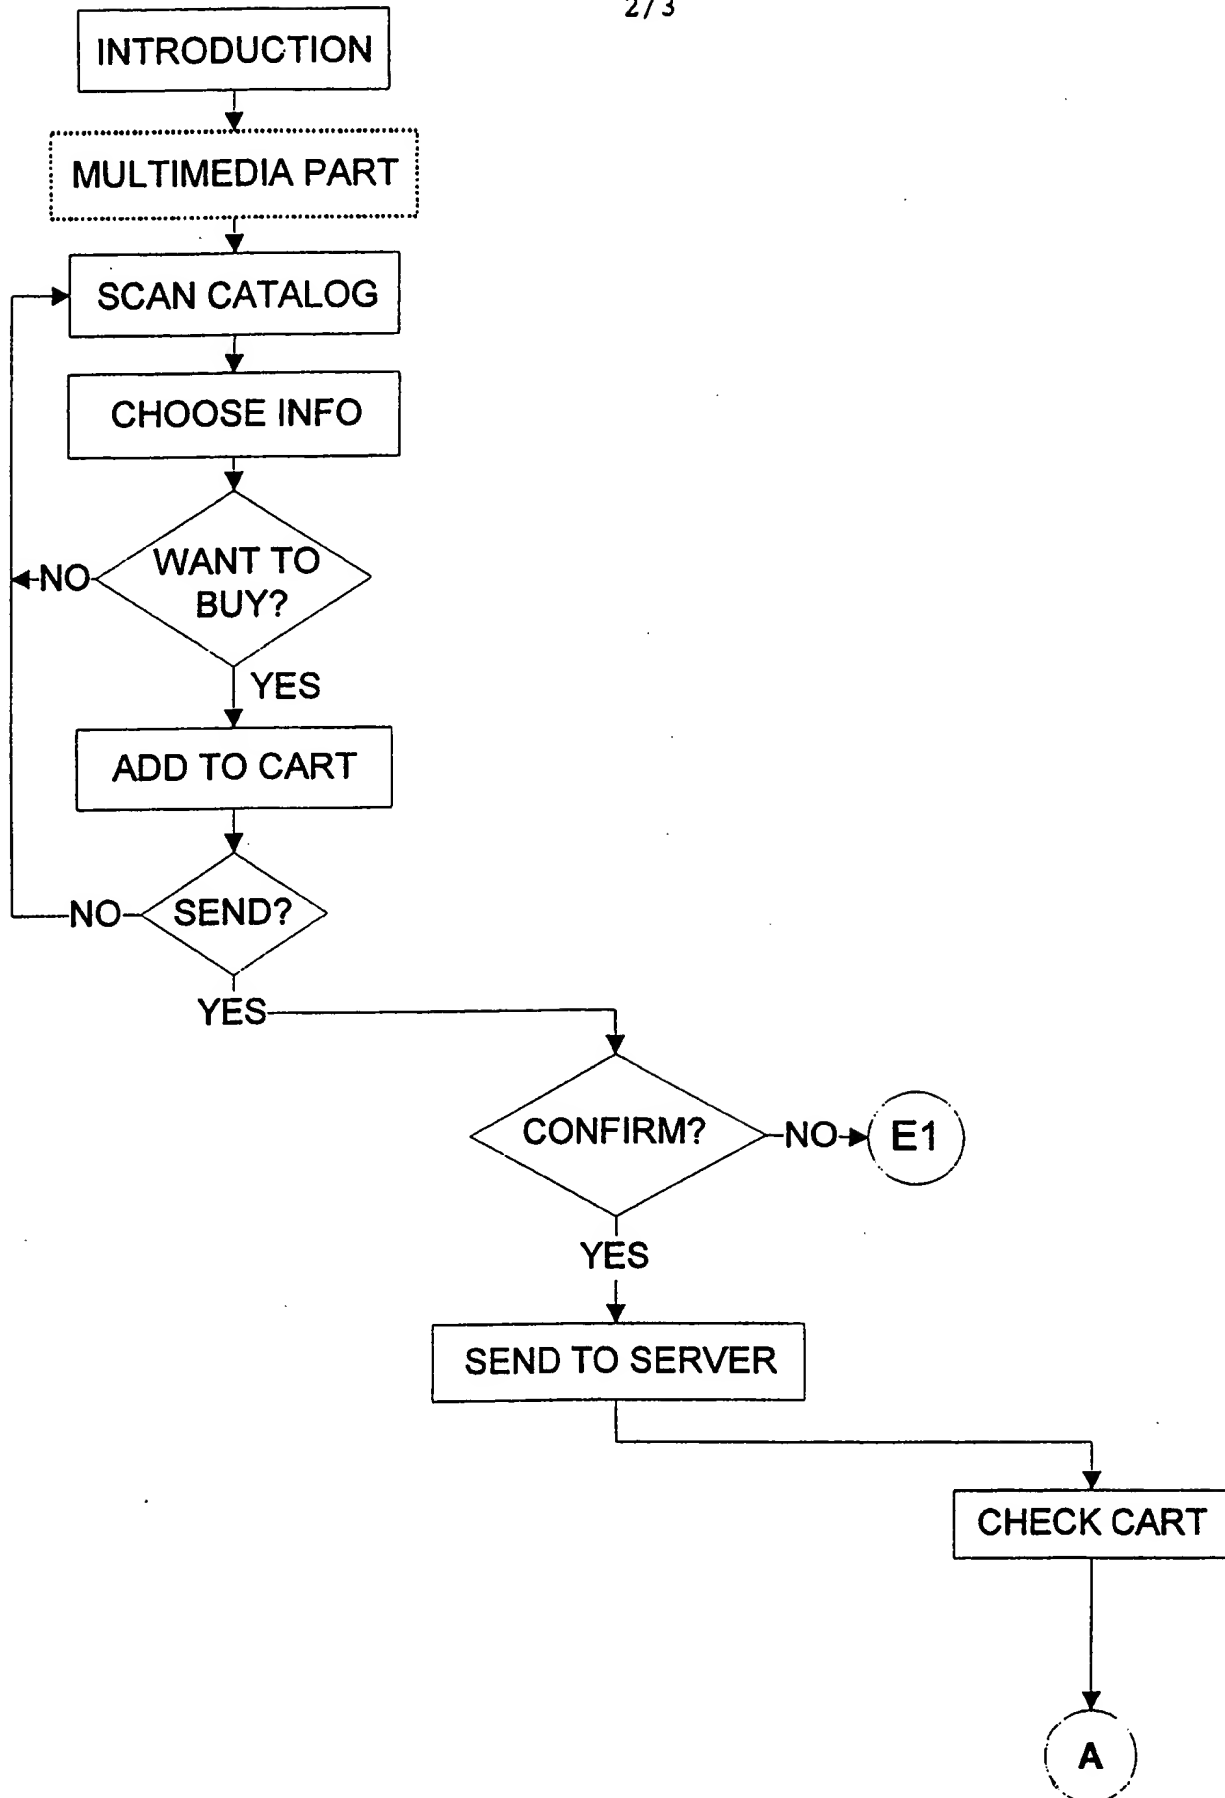 2/3
INTRODUCTION
MULTIMEDIA PART
SCAN CATALOG
CHOOSE INFO
WANT TO
BUY?
NO
YES
ADD TO CART
SEND?
NO
YES
CONFIRM?
NO
E1
YES
SEND TO SERVER
CHECK CART
A